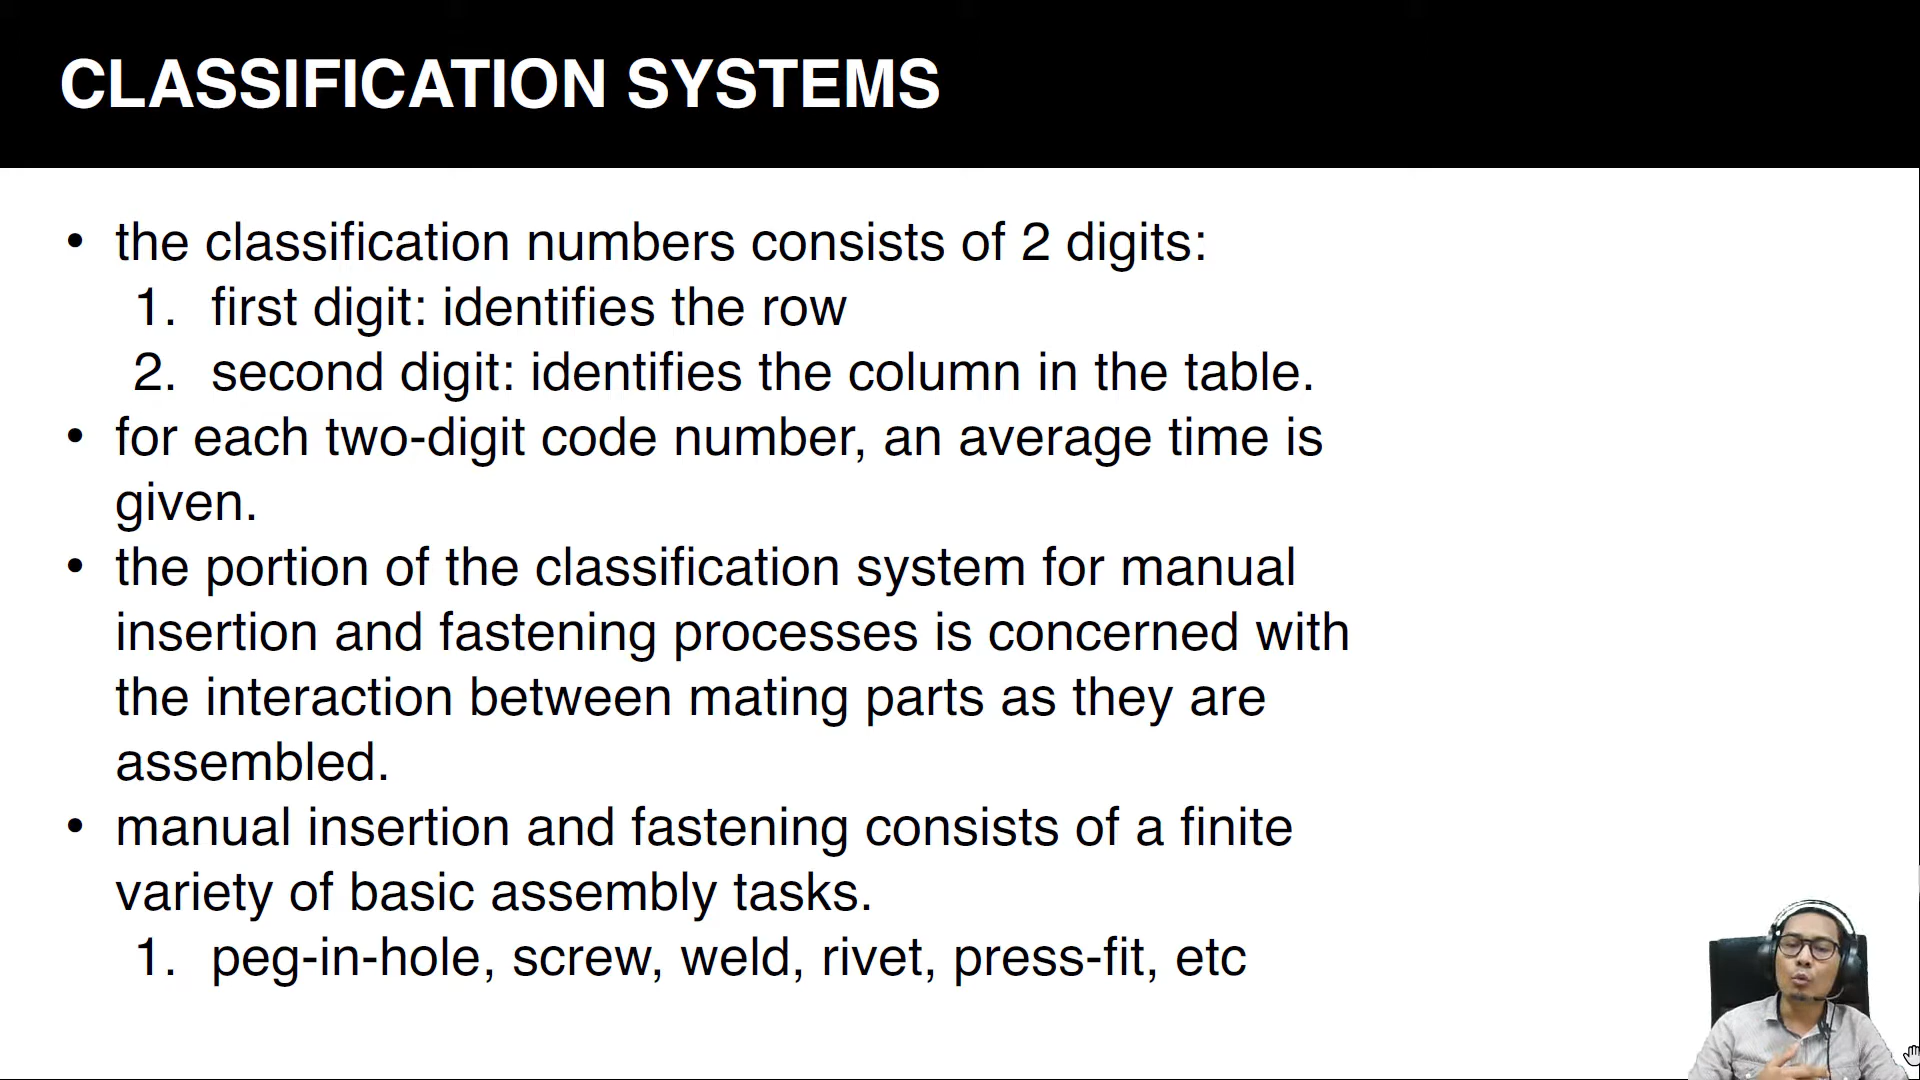 CLASSIFICATION SYSTEMS
• the classification numbers consists of 2 digits:
1. first digit: identifies the row
2. second digit: identifies the column in the table.
• for each two-digit code number, an average time is
given.
• the portion of the classification system for manual
insertion and fastening processes is concerned with
the interaction between mating parts as they are
assembled.
• manual insertion and fastening consists of a finite
variety of basic assembly tasks.
1. peg-in-hole, screw, weld, rivet, press-fit, etc